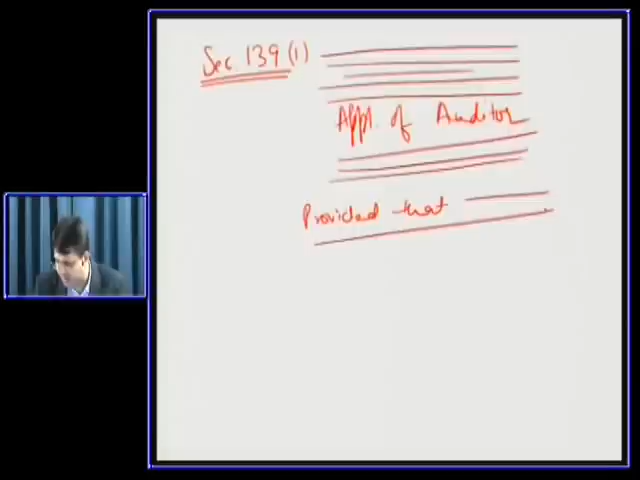 Sec 139 (1)
Appt. of Auditor
Provided that